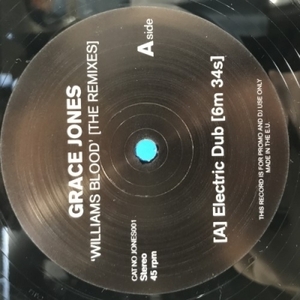 GRACE JONES
'WILLIAMS BLOOD' [THE REMIXES]
A side
CAT NO JONES001
Stereo
45 rpm
[A] Electric Dub [6m 34s]
THIS RECORD IS FOR PROMO AND DJ USE ONLY
MADE IN THE E.U.